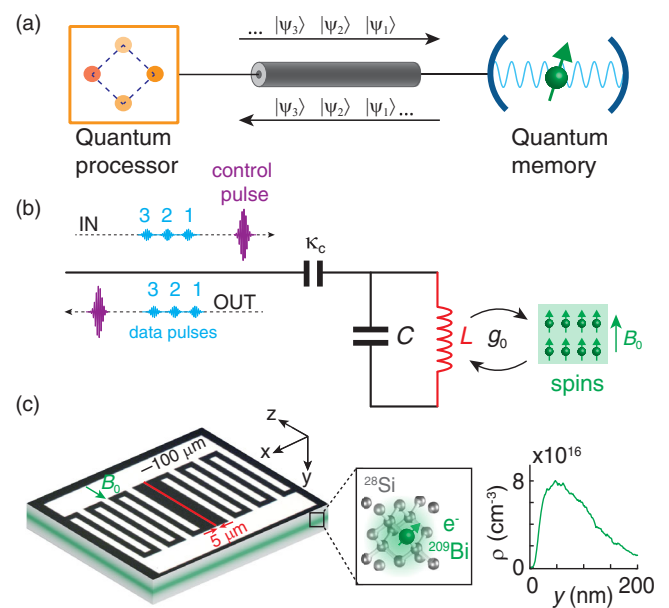 (a)
... |ψ3⟩ |ψ2⟩ |ψ1⟩
|ψ3⟩ |ψ2⟩ |ψ1⟩ ...
Quantum
processor
Quantum
memory
(b)
control
pulse
3 2 1
IN
κc
3 2 1
OUT
data pulses
C
L
g0
B0
spins
(c)
z
x
y
B0
~100 μm
5 μm
28Si
e-
209Bi
x10^16
8
4
0
ρ (cm-3)
0
200
y (nm)